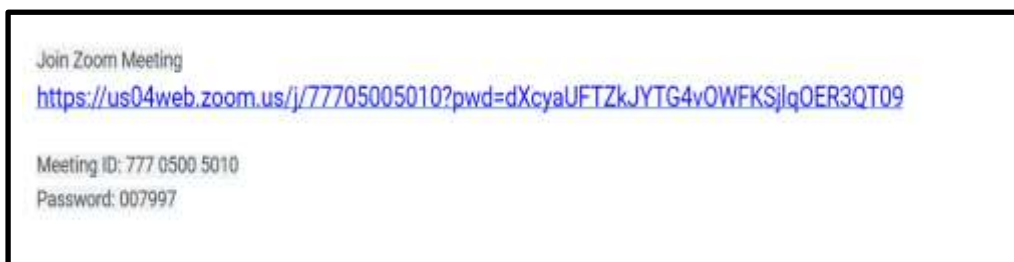 Join Zoom Meeting
https://us04web.zoom.us/j/77705005010?pwd=dXcyaUFTZkJYTG4vOWFKSjlqOER3QT09
Meeting ID: 777 0500 5010
Password: 007997